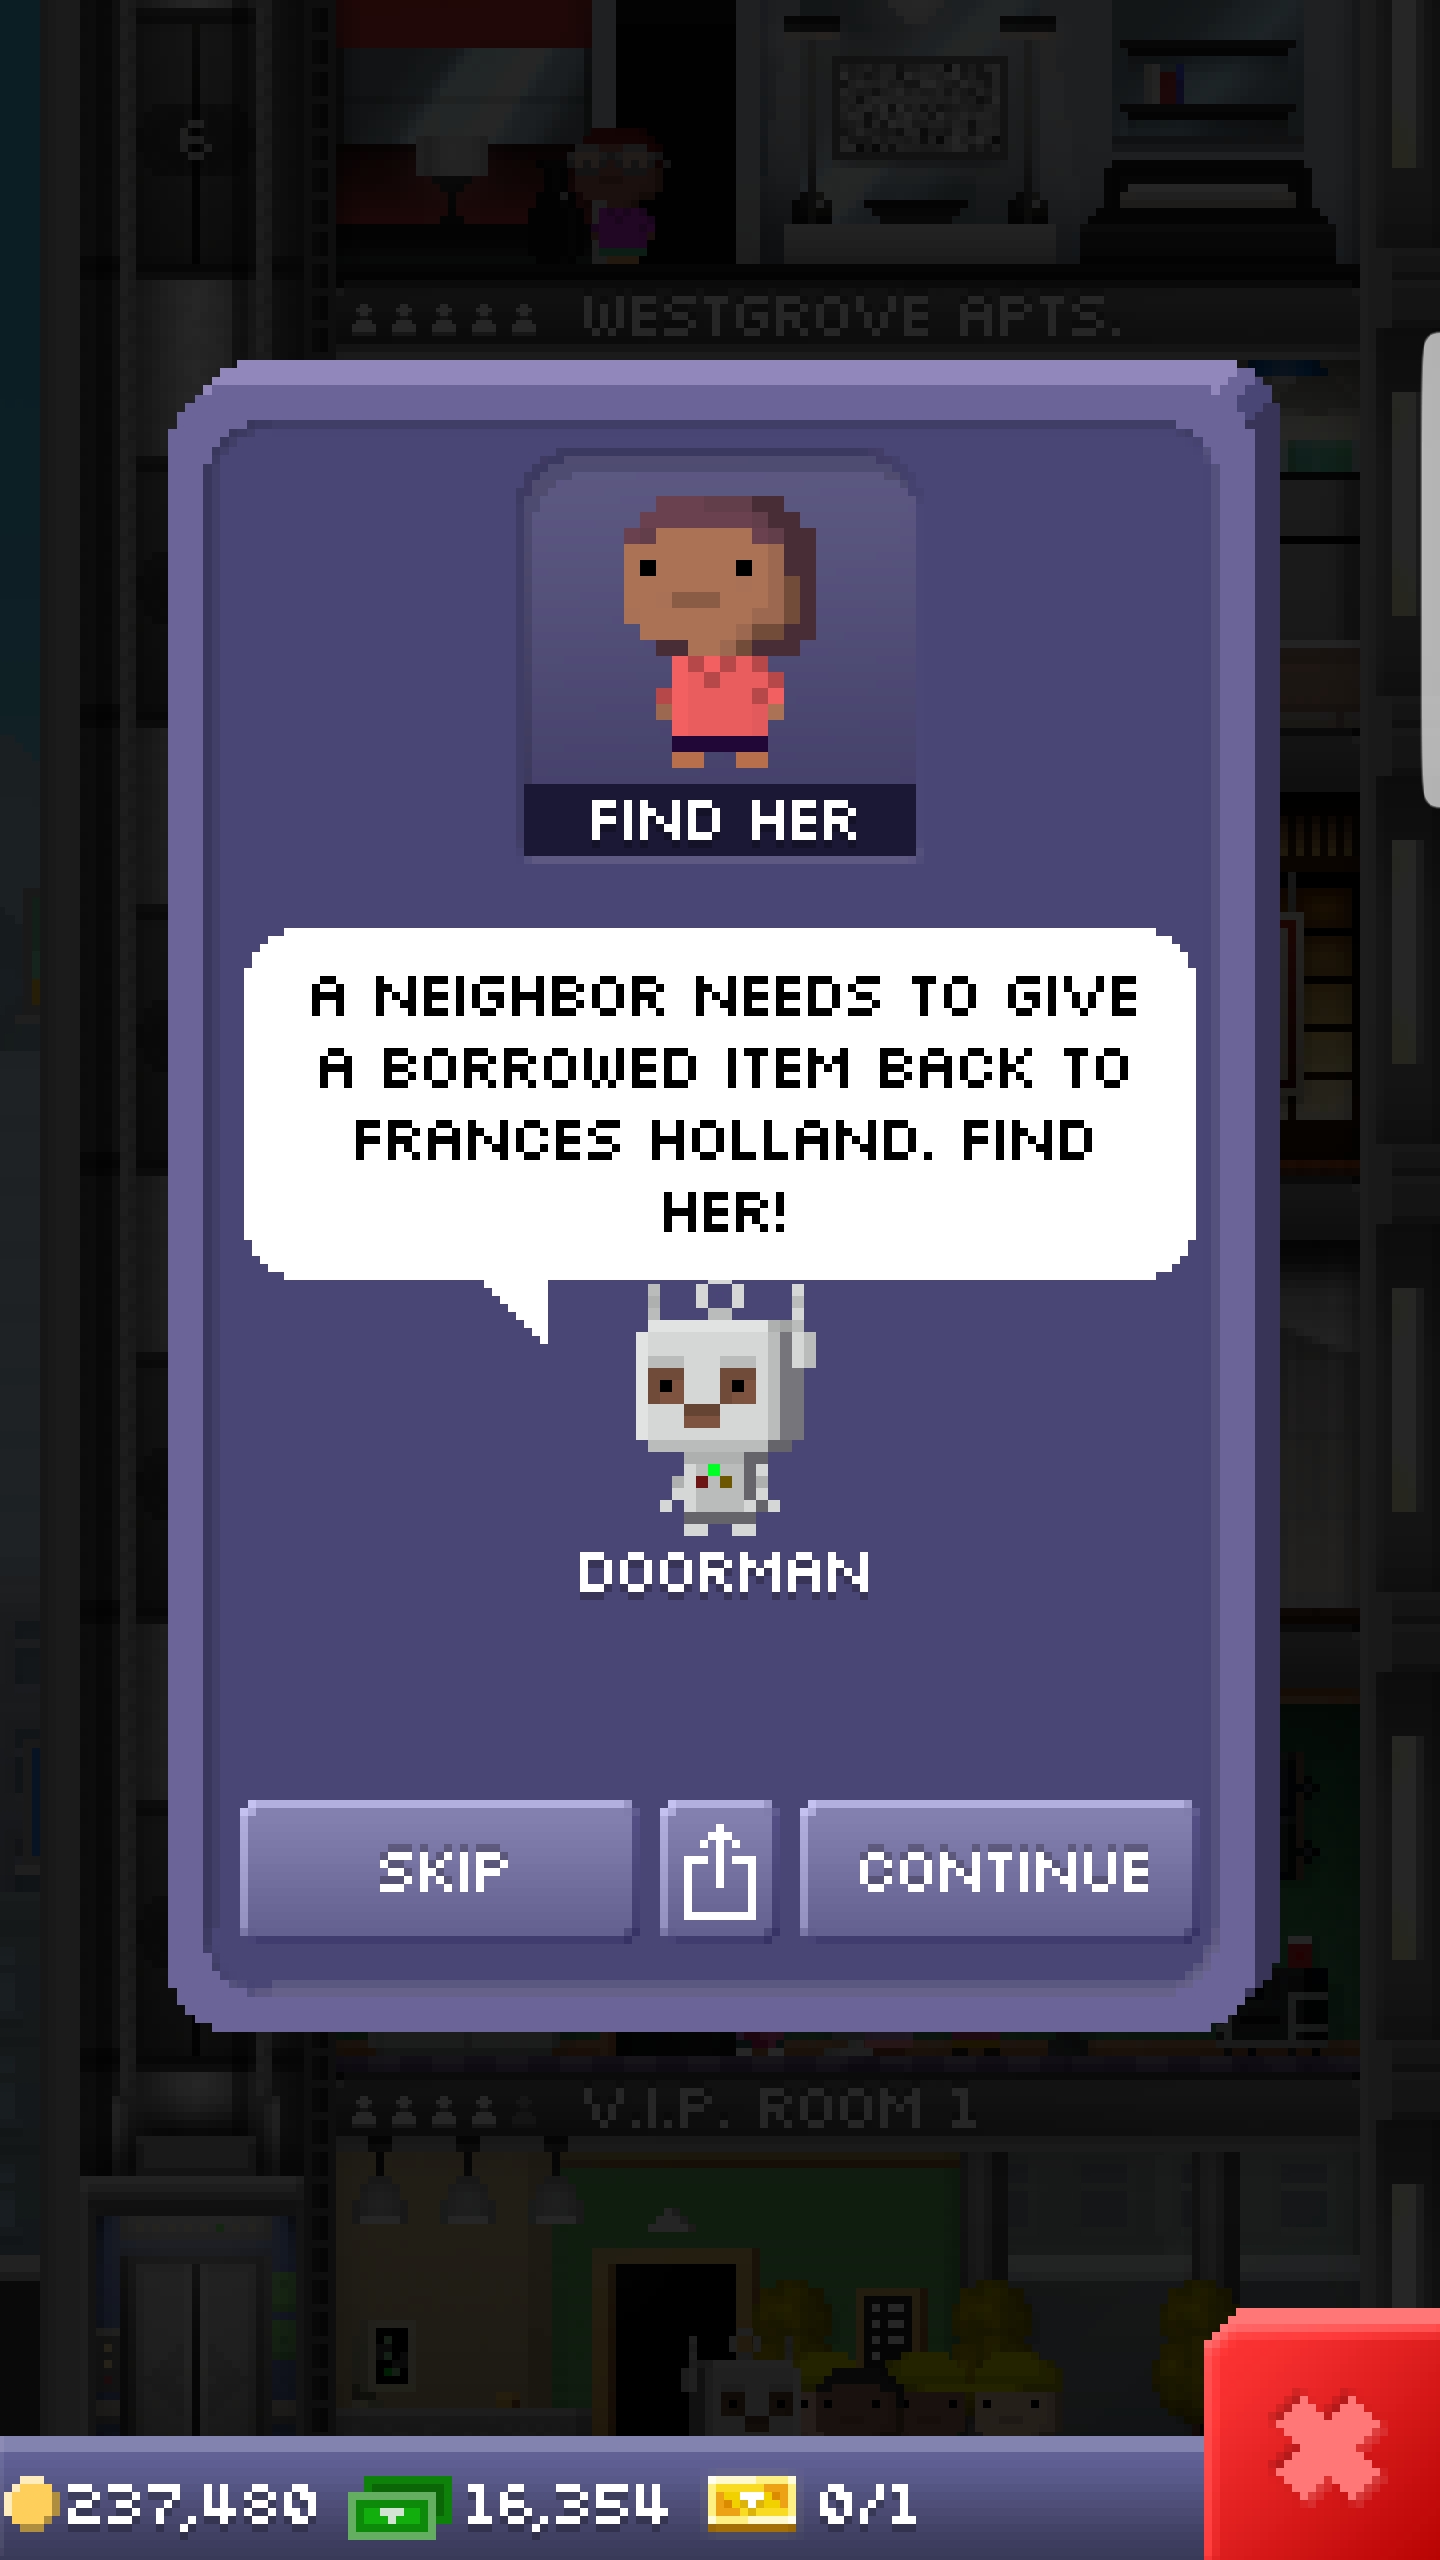 6
WESTGROVE APTS.
FIND HER
A NEIGHBOR NEEDS TO GIVE
A BORROWED ITEM BACK TO
FRANCES HOLLAND. FIND
HER!
DOORMAN
SKIP
CONTINUE
V.I.P. ROOM 1
237,480 16,354 0/1